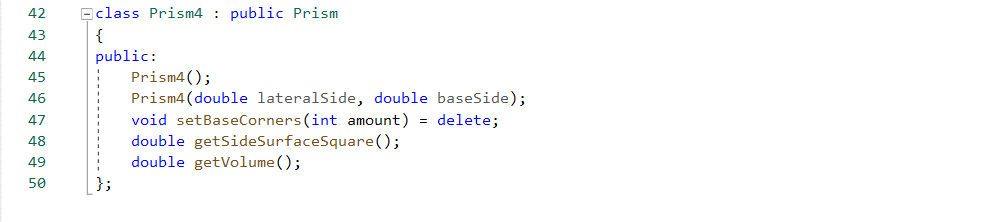 42 class Prism4 : public Prism
43 {
44 public:
45 Prism4();
46 Prism4(double lateralSide, double baseSide);
47 void setBaseCorners(int amount) = delete;
48 double getSideSurfaceSquare();
49 double getVolume();
50 };